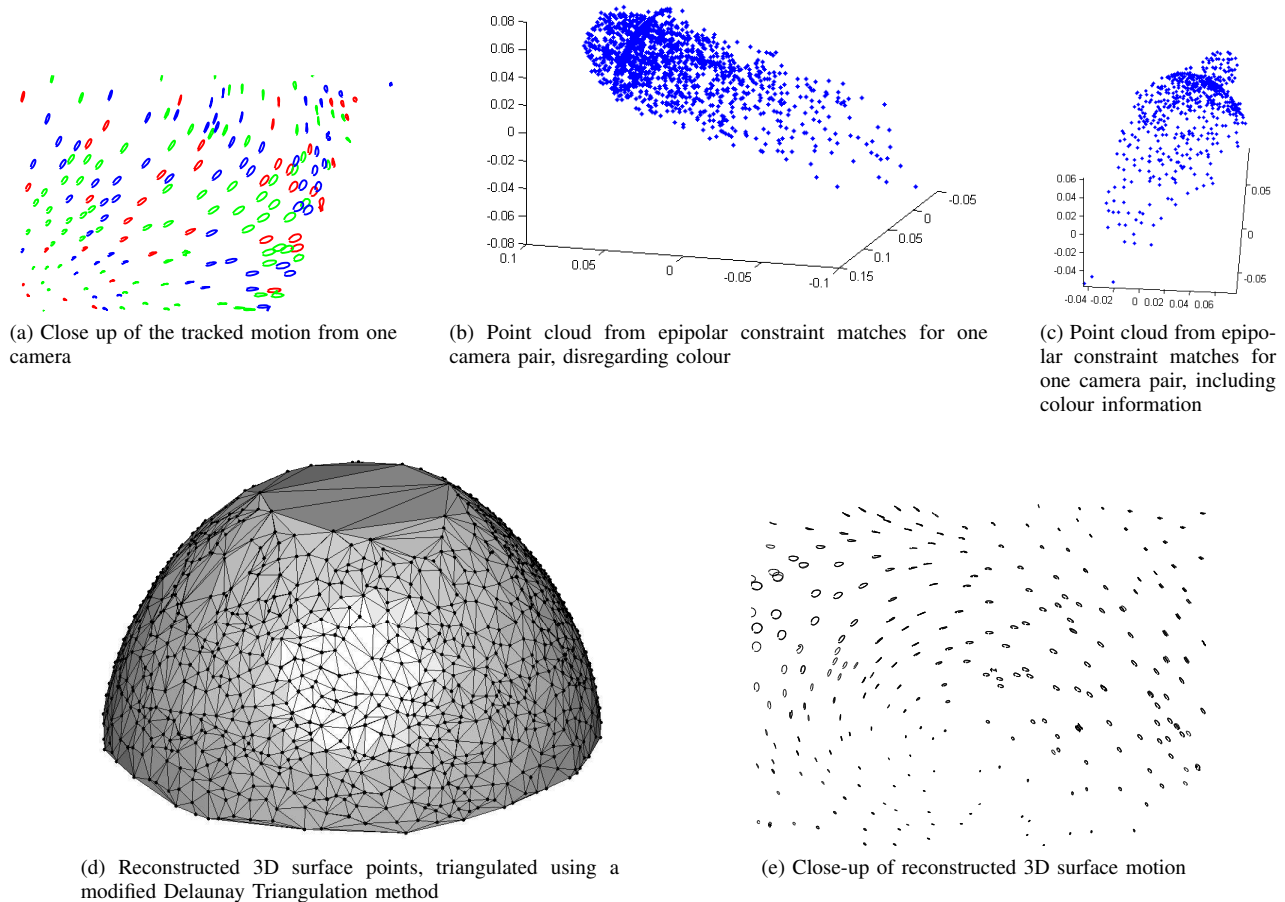 0.08
0.06
0.04
0.02
0
-0.02
-0.04
-0.06
-0.08
0.1
0.05
0
-0.05
-0.1
0.15
0.1
0.05
0
-0.05
0.06
0.04
0.02
0
-0.02
-0.04
-0.04 -0.02 0 0.02 0.04 0.06
0.05
0
-0.05
(a) Close up of the tracked motion from one
camera
(b) Point cloud from epipolar constraint matches for one
camera pair, disregarding colour
(c) Point cloud from epipo-
lar constraint matches for
one camera pair, including
colour information
(d) Reconstructed 3D surface points, triangulated using a
modified Delaunay Triangulation method
(e) Close-up of reconstructed 3D surface motion